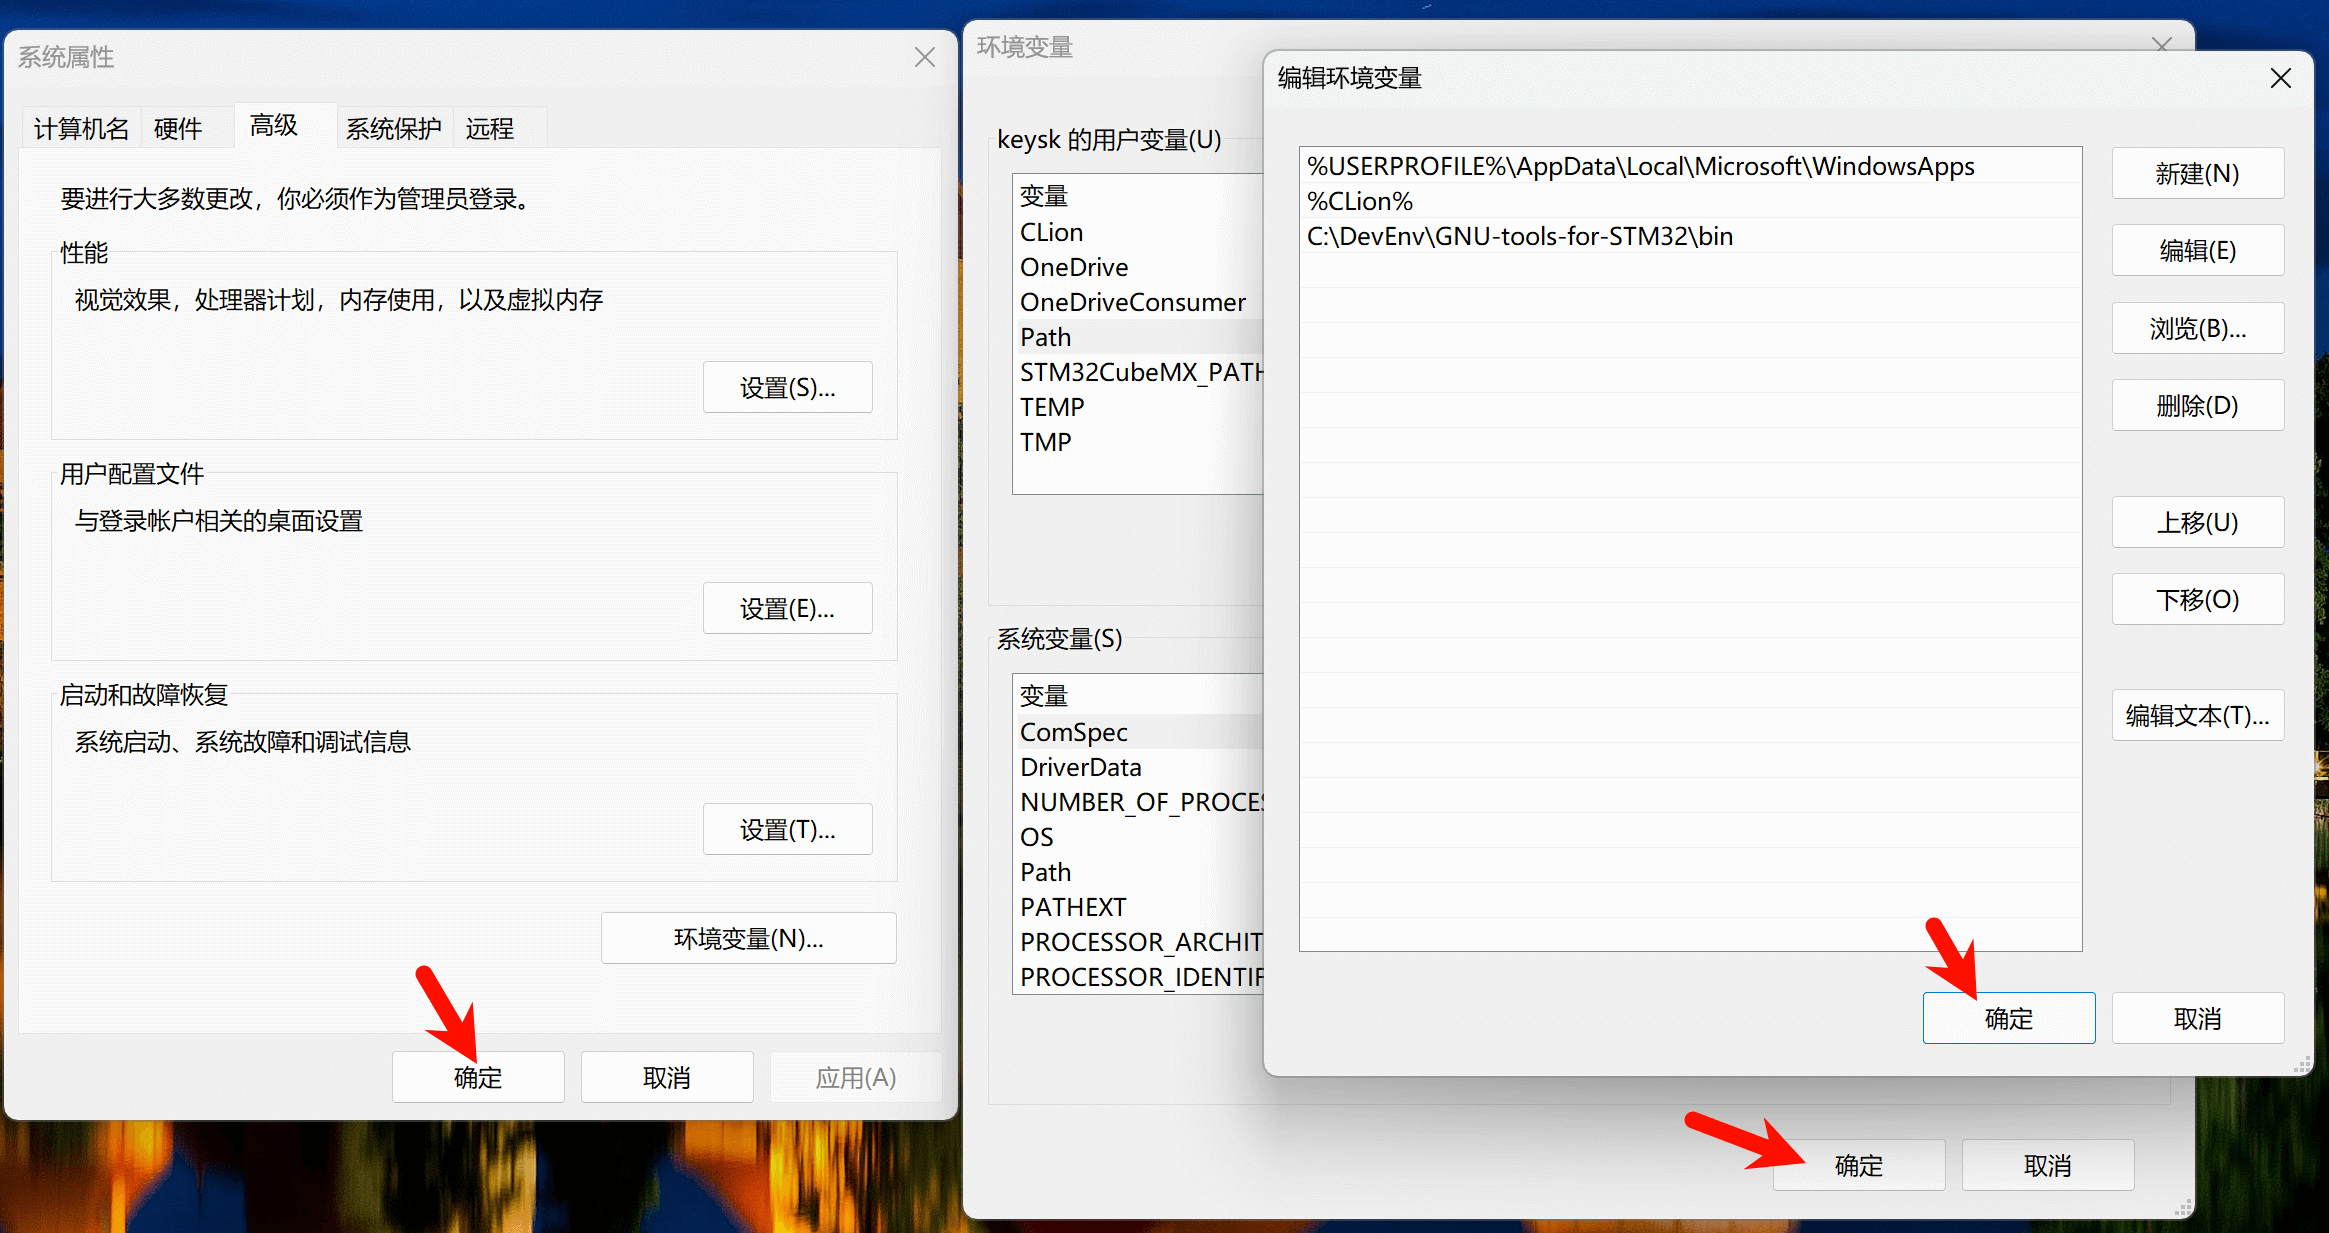 系统属性
计算机名
硬件
高级
系统保护
远程
要进行大多数更改，你必须作为管理员登录。
性能
视觉效果，处理器计划，内存使用，以及虚拟内存
设置(S)...
用户配置文件
与登录帐户相关的桌面设置
设置(E)...
启动和故障恢复
系统启动、系统故障和调试信息
设置(T)...
环境变量(N)...
确定
取消
应用(A)
环境变量
keysk 的用户变量(U)
变量
CLion
OneDrive
OneDriveConsumer
Path
STM32CubeMX_PATH
TEMP
TMP
系统变量(S)
变量
ComSpec
DriverData
NUMBER_OF_PROCES
OS
Path
PATHEXT
PROCESSOR_ARCHIT
PROCESSOR_IDENTIF
确定
取消
编辑环境变量
%USERPROFILE%\AppData\Local\Microsoft\WindowsApps
%CLion%
C:\DevEnv\GNU-tools-for-STM32\bin
新建(N)
编辑(E)
浏览(B)...
删除(D)
上移(U)
下移(O)
编辑文本(T)...
确定
取消